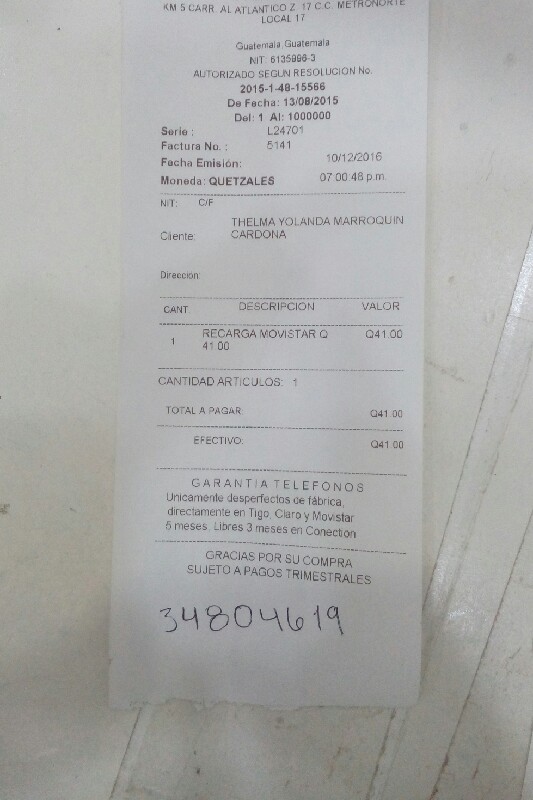 KM 5 CARR. AL ATLANTICO Z. 17 C.C. METRONORTE
LOCAL 17
Guatemala, Guatemala
NIT: 6135996-3
AUTORIZADO SEGUN RESOLUCION No.
2015-1-48-15566
De Fecha: 13/08/2015
Del: 1 Al: 1000000
Serie : L24701
Factura No. : 5141
Fecha Emisión: 10/12/2016
Moneda: QUETZALES 07:00:48 p.m.
NIT: C/F
THELMA YOLANDA MARROQUIN
Cliente: CARDONA
Direccion:
CANT. DESCRIPCION VALOR
1 RECARGA MOVISTAR Q Q41.00
41.00
CANTIDAD ARTICULOS: 1
TOTAL A PAGAR: Q41.00
EFECTIVO: Q41.00
GARANTIA TELEFONOS
Unicamente desperfectos de fábrica,
directamente en Tigo, Claro y Movistar
6 meses. Libres 3 meses en Conection
GRACIAS POR SU COMPRA
SUJETO A PAGOS TRIMESTRALES
34804619